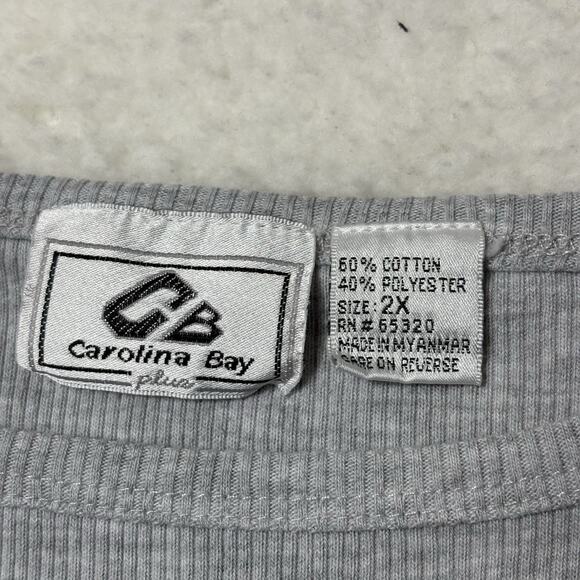 CB
Carolina Bay
plus
60% COTTON
40% POLYESTER
SIZE: 2X
RN # 65320
MADE IN MYANMAR
CARE ON REVERSE